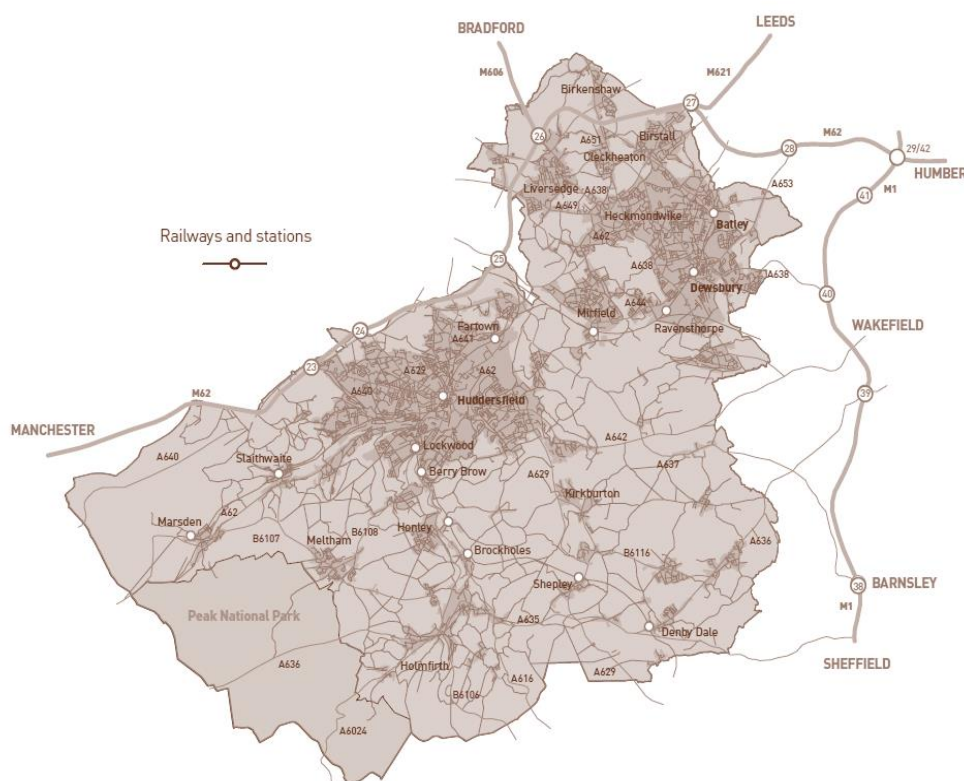 LEEDS
BRADFORD
M606
M621
Birkenshaw
27
26
A651
Birstall
M62
28
29/42
Cleckheaton
HUMBER
Liversedge
A638
A653
M1
41
A649
Heckmondwike
Batley
A62
Railways and stations
25
A638
A638
Dewsbury
40
A644
Mirfield
Ravensthorpe
WAKEFIELD
24
Fartown
A641
23
A629
A62
A640
39
M62
Huddersfield
MANCHESTER
A642
Lockwood
A640
Slaithwaite
Berry Brow
A637
A629
Kirkburton
A62
Marsden
Honley
B6108
B6107
Meltham
A636
Brockholes
B6116
Shepley
38
BARNSLEY
M1
Peak National Park
A635
Denby Dale
SHEFFIELD
A636
Holmfirth
A616
A629
B6106
A6024